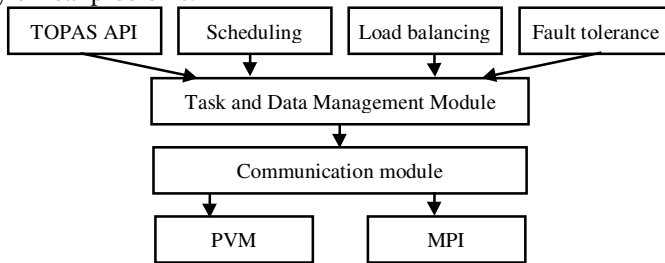 TOPAS API Scheduling Load balancing Fault tolerance
Task and Data Management Module
Communication module
PVM MPI